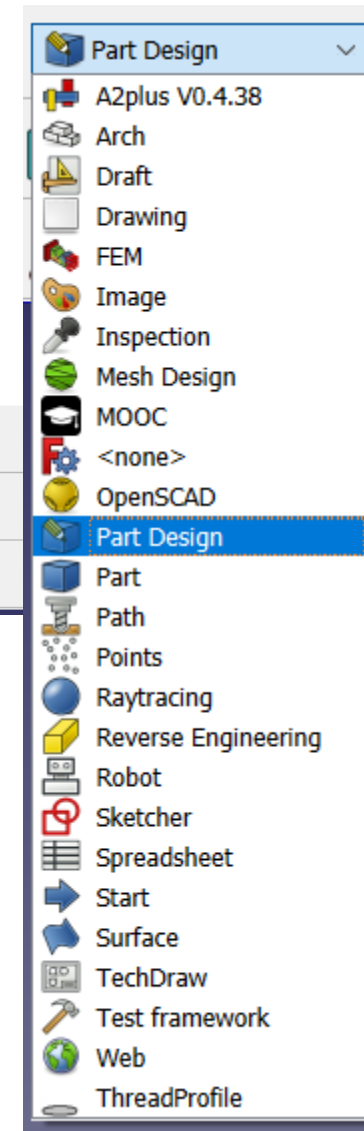 Part Design
A2plus V0.4.38
Arch
Draft
Drawing
FEM
Image
Inspection
Mesh Design
MOOC
<none>
OpenSCAD
Part Design
Part
Path
Points
Raytracing
Reverse Engineering
Robot
Sketcher
Spreadsheet
Start
Surface
TechDraw
Test framework
Web
ThreadProfile